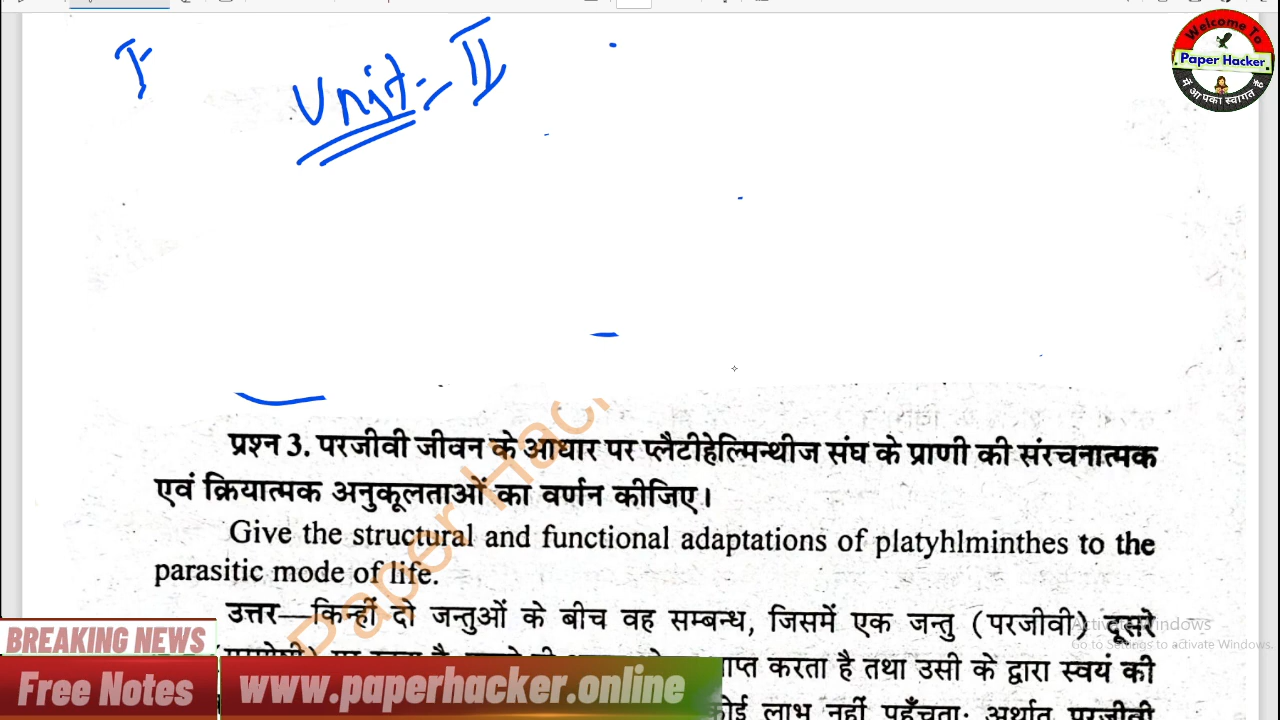 Welcome To
Paper Hacker
में आपका स्वागत है
Unit - II
प्रश्न 3. परजीवी जीवन के आधार पर प्लैटीहेल्मिन्थीज संघ के प्राणी की संरचनात्मक
एवं क्रियात्मक अनुकूलताओं का वर्णन कीजिए।
Give the structural and functional adaptations of platyhlminthes to the
parasitic mode of life.
Paper Hac
उत्तर—किन्हीं दो जन्तुओं के बीच वह सम्बन्ध, जिसमें एक जन्तु (परजीवी) दूसरे
Activate Windows
Go to Settings to activate Windows.
करता है तथा उसी के द्वारा स्वयं की
लाभ नहीं पहुँचता; अर्थात् परजीवी
BREAKING NEWS
Free Notes
www.paperhacker.online